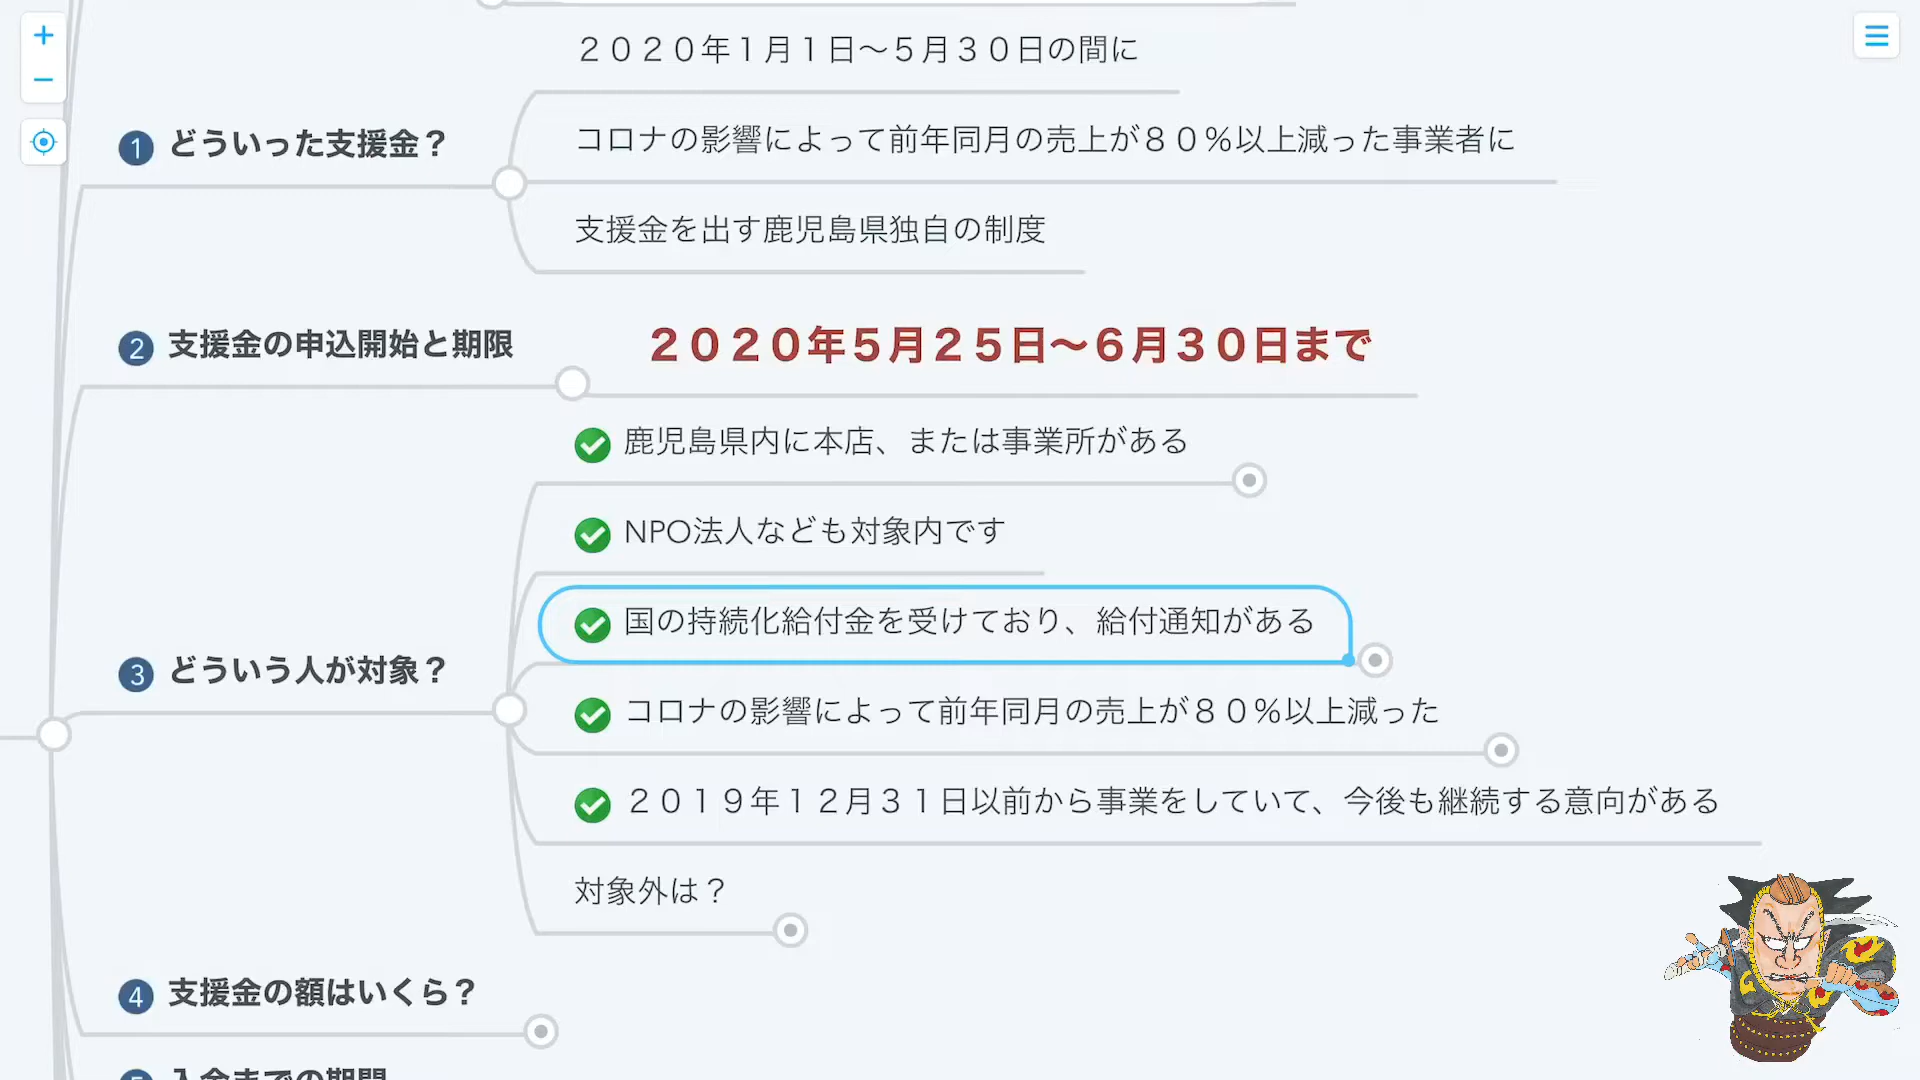 ２０２０年１月１日〜５月３０日の間に
① どういった支援金？
コロナの影響によって前年同月の売上が８０％以上減った事業者に
支援金を出す鹿児島県独自の制度
② 支援金の申込開始と期限
２０２０年５月２５日〜６月３０日まで
鹿児島県内に本店、または事業所がある
NPO法人なども対象内です
国の持続化給付金を受けており、給付通知がある
③ どういう人が対象？
コロナの影響によって前年同月の売上が８０％以上減った
２０１９年１２月３１日以前から事業をしていて、今後も継続する意向がある
対象外は？
④ 支援金の額はいくら？
⑤ 入金までの期間